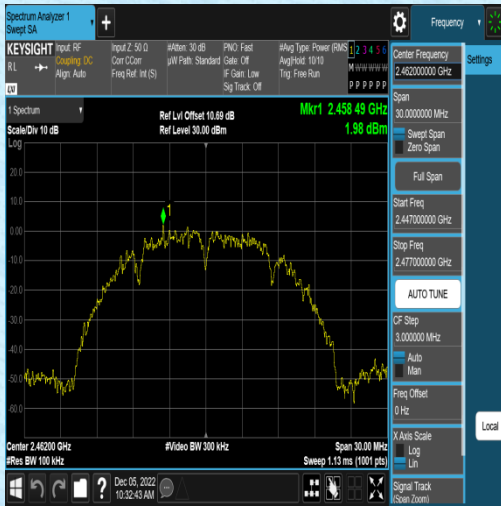 Spectrum Analyzer 1
Swept SA
Frequency
KEYSIGHT
Input: RF
Coupling: DC
Align: Auto
Input Z: 50 Ω
Corr CCorr
Freq Ref: Int (S)
#Atten: 30 dB
µW Path: Standard
PNO: Fast
Gate: Off
IF Gain: Low
Sig Track: Off
#Avg Type: Power (RMS
Avg|Hold: 10/10
Trig: Free Run
1 2 3 4 5 6
M W W W W W
P P P P P P
R L
LXI
1 Spectrum
Scale/Div 10 dB
Log
Ref Lvl Offset 10.69 dB
Ref Level 30.00 dBm
Mkr1 2.458 49 GHz
1.98 dBm
20.0
10.0
0.00
-10.0
-20.0
-30.0
-40.0
-50.0
-60.0
1
Center 2.46200 GHz
#Res BW 100 kHz
#Video BW 300 kHz
Span 30.00 MHz
Sweep 1.13 ms (1001 pts)
Dec 05, 2022
10:32:43 AM
?
Center Frequency
2.462000000 GHz
Span
30.0000000 MHz
Swept Span
Zero Span
Full Span
Start Freq
2.447000000 GHz
Stop Freq
2.477000000 GHz
AUTO TUNE
CF Step
3.000000 MHz
Auto
Man
Freq Offset
0 Hz
X Axis Scale
Log
Lin
Signal Track
(Span Zoom)
Settings
Local